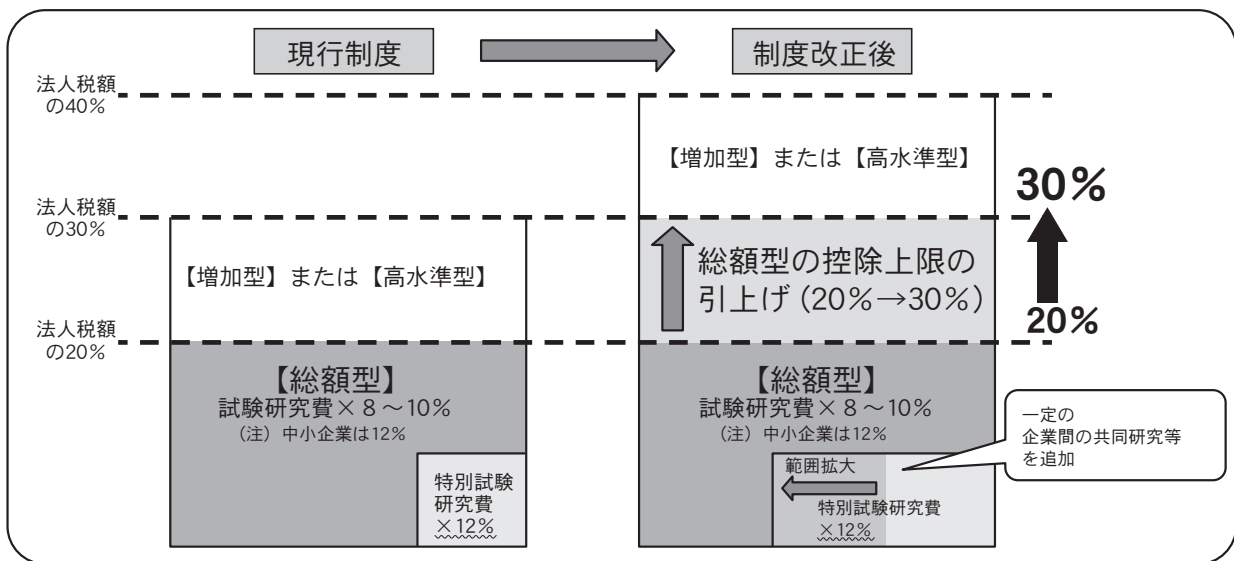 現行制度
制度改正後
法人税額
の40%
法人税額
の30%
法人税額
の20%
【増加型】または【高水準型】
【総額型】
試験研究費×8～10%
（注）中小企業は12%
特別試験
研究費
×12%
【増加型】または【高水準型】
総額型の控除上限の
引上げ(20%→30%)
【総額型】
試験研究費×8～10%
（注）中小企業は12%
範囲拡大
特別試験研究費
×12%
30%
20%
一定の
企業間の共同研究等
を追加